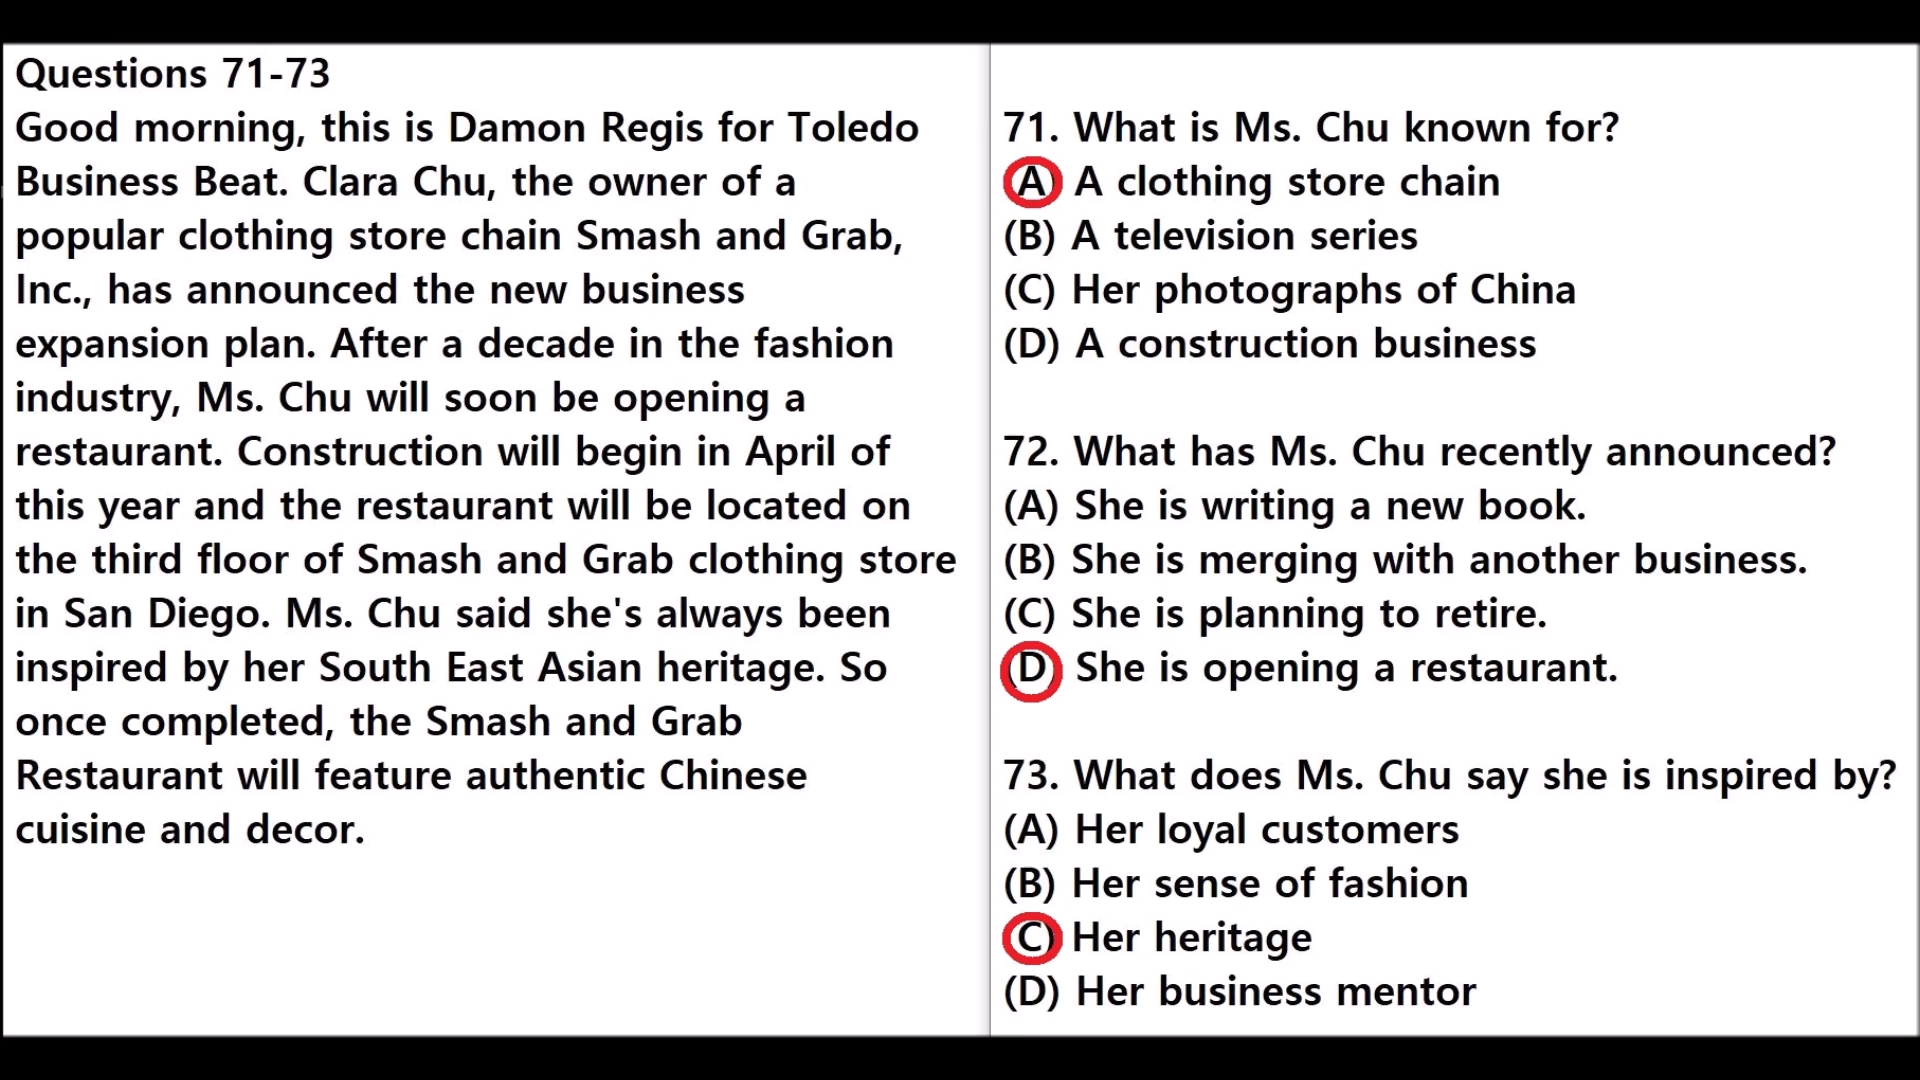 Questions 71-73
Good morning, this is Damon Regis for Toledo
Business Beat. Clara Chu, the owner of a
popular clothing store chain Smash and Grab,
Inc., has announced the new business
expansion plan. After a decade in the fashion
industry, Ms. Chu will soon be opening a
restaurant. Construction will begin in April of
this year and the restaurant will be located on
the third floor of Smash and Grab clothing store
in San Diego. Ms. Chu said she's always been
inspired by her South East Asian heritage. So
once completed, the Smash and Grab
Restaurant will feature authentic Chinese
cuisine and decor.
71. What is Ms. Chu known for?
(A) A clothing store chain
(B) A television series
(C) Her photographs of China
(D) A construction business
72. What has Ms. Chu recently announced?
(A) She is writing a new book.
(B) She is merging with another business.
(C) She is planning to retire.
(D) She is opening a restaurant.
73. What does Ms. Chu say she is inspired by?
(A) Her loyal customers
(B) Her sense of fashion
(C) Her heritage
(D) Her business mentor